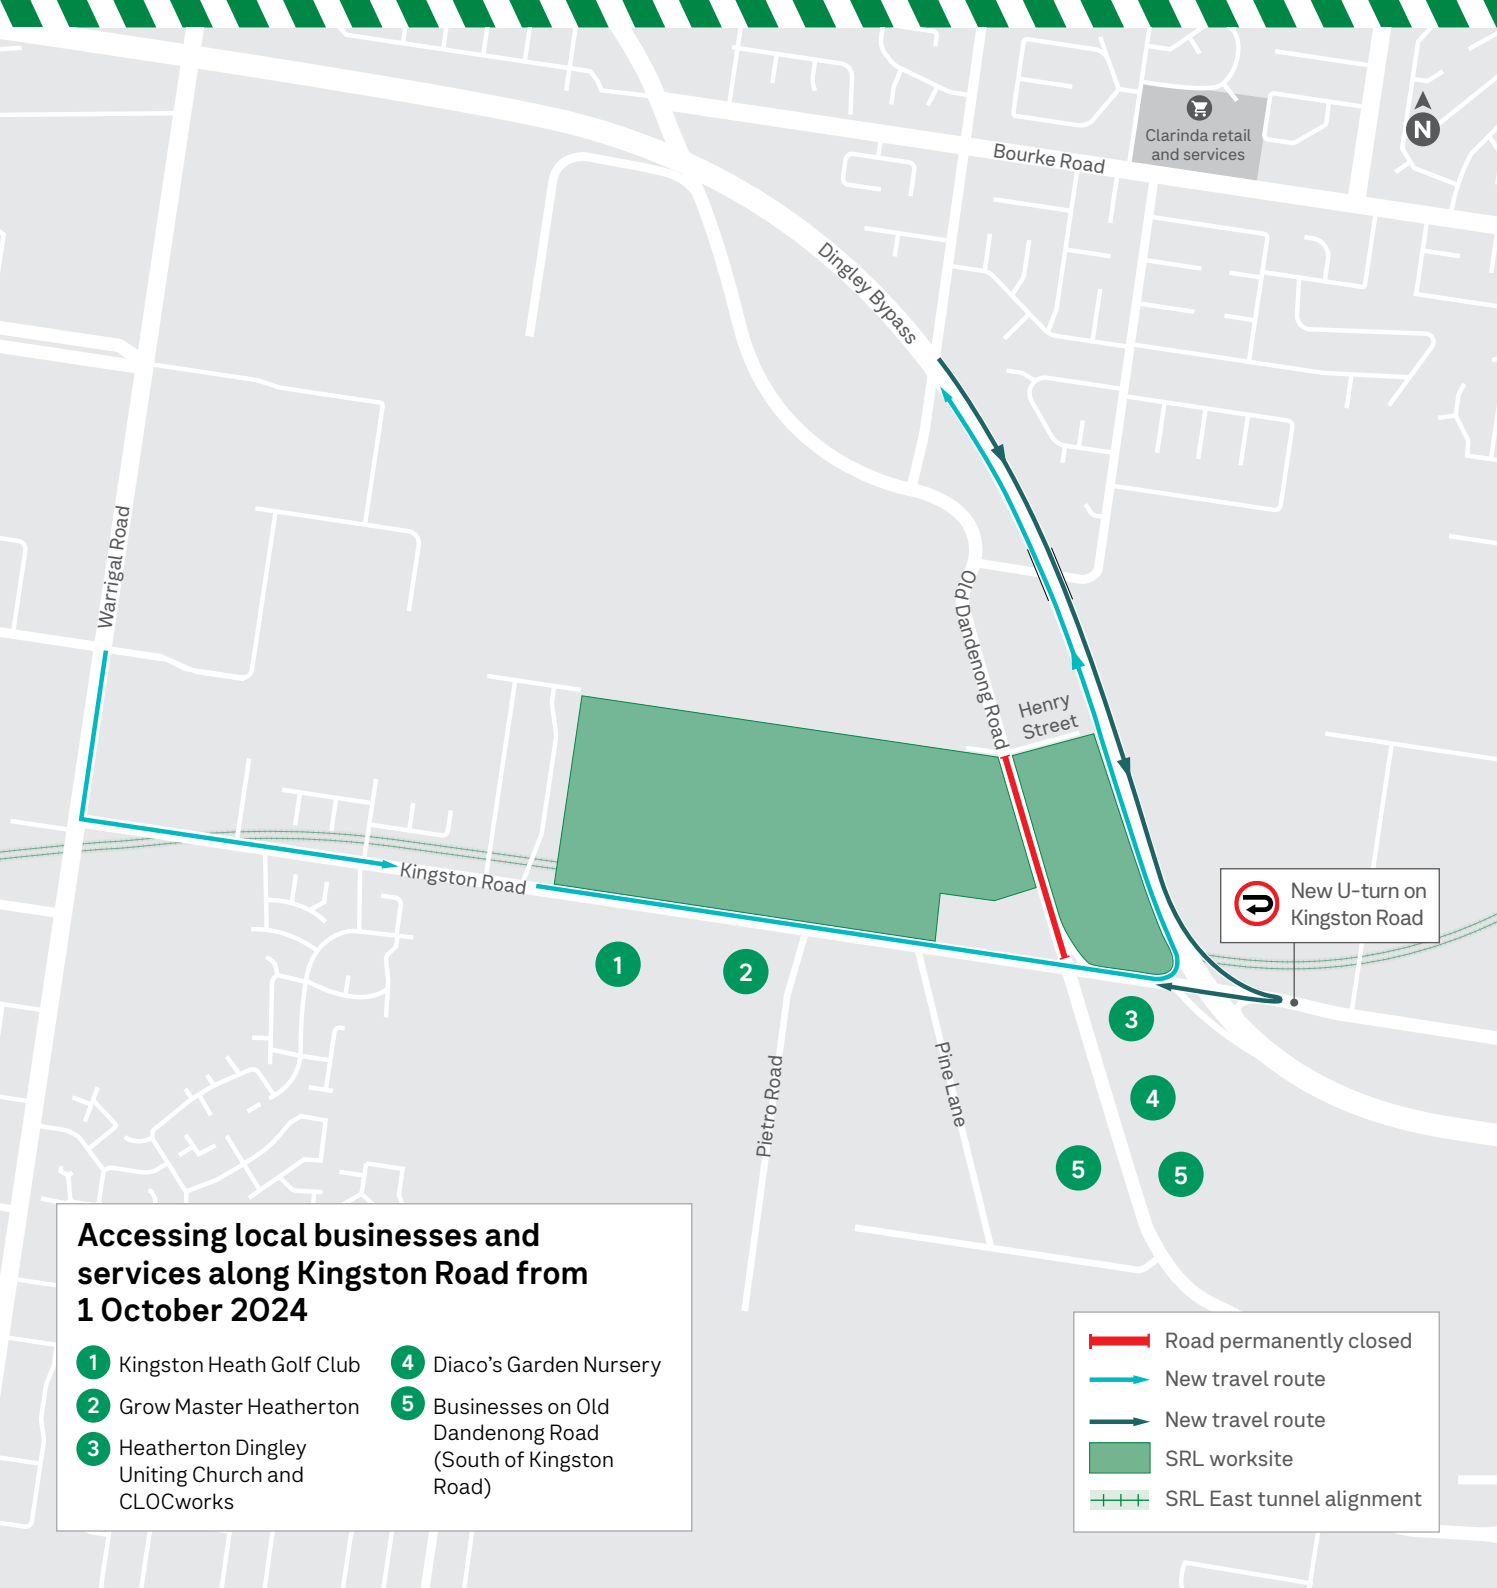 Clarinda retail
and services
N
Bourke Road
Dingley Bypass
Warrigal Road
Old Dandenong Road
Henry
Street
Kingston Road
New U-turn on
Kingston Road
1
2
3
4
5
5
Pietro Road
Pine Lane
Accessing local businesses and
services along Kingston Road from
1 October 2024
1 Kingston Heath Golf Club
2 Grow Master Heatherton
3 Heatherton Dingley
Uniting Church and
CLOCworks
4 Diaco's Garden Nursery
5 Businesses on Old
Dandenong Road
(South of Kingston
Road)
Road permanently closed
New travel route
New travel route
SRL worksite
SRL East tunnel alignment